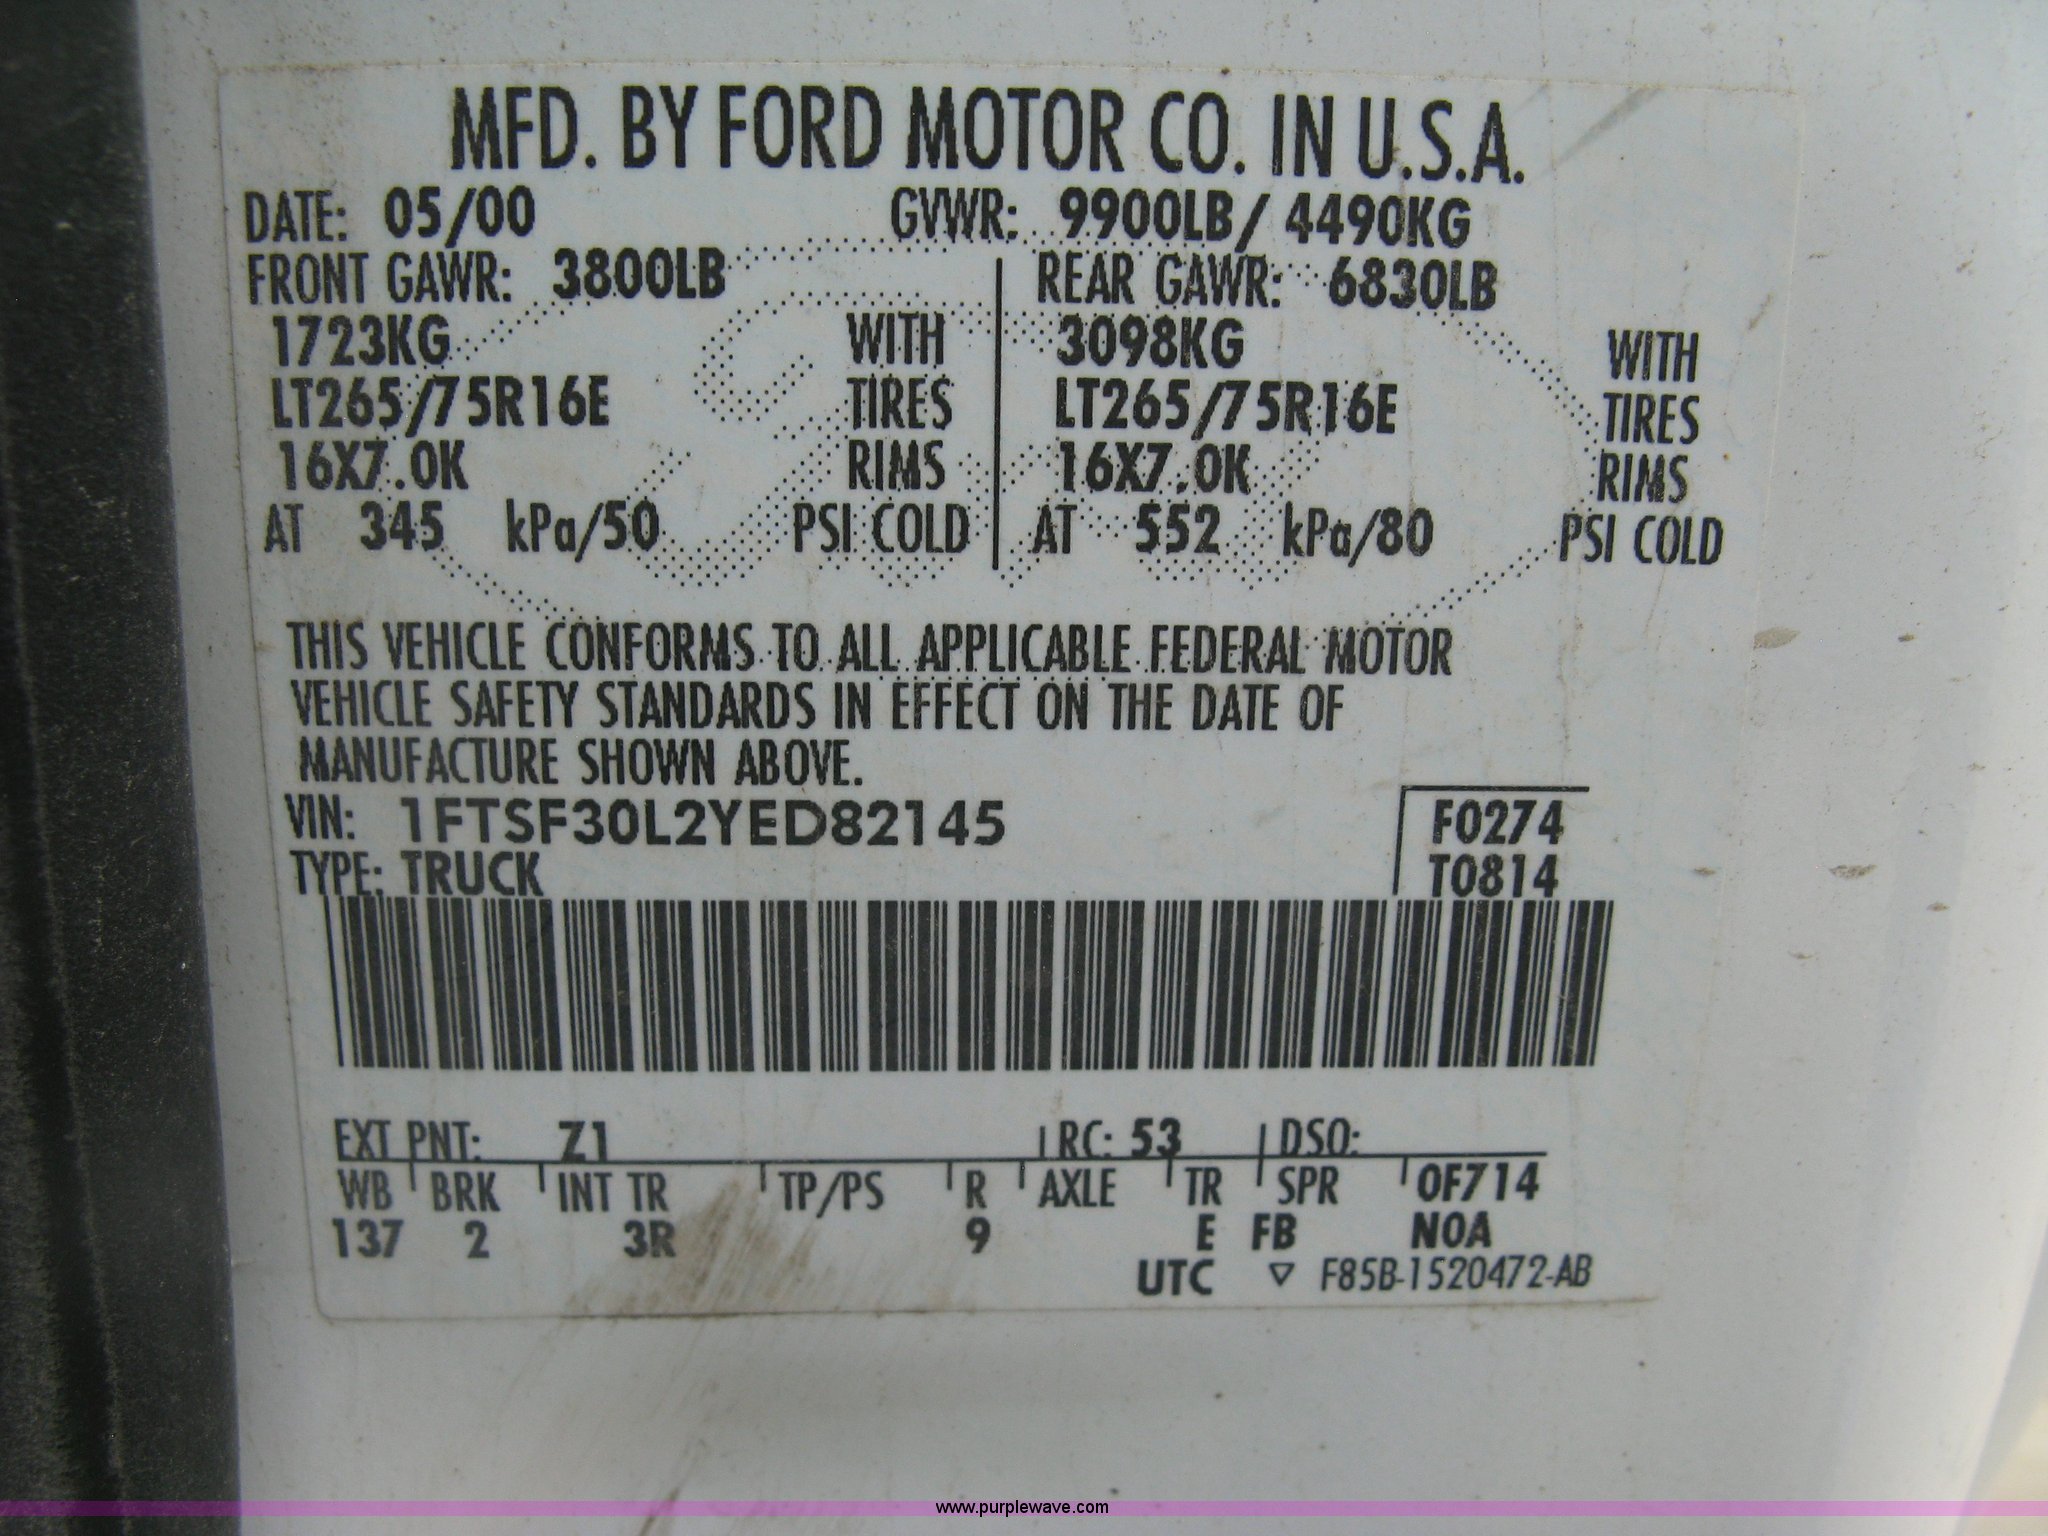 MFD. BY FORD MOTOR CO. IN U.S.A.
DATE: 05/00 GVWR: 9900LB/ 4490KG
FRONT GAWR: 3800LB REAR GAWR: 6830LB
1723KG WITH 3098KG WITH
LT265/75R16E TIRES LT265/75R16E TIRES
16X7.0K RIMS 16X7.0K RIMS
AT 345 kPa/50 PSI COLD AT 552 kPa/80 PSI COLD
THIS VEHICLE CONFORMS TO ALL APPLICABLE FEDERAL MOTOR
VEHICLE SAFETY STANDARDS IN EFFECT ON THE DATE OF
MANUFACTURE SHOWN ABOVE.
VIN: 1FTSF30L2YED82145 F0274
TYPE: TRUCK T0814
EXT PNT: Z1 RC: 53 DSO:
WB BRK INT TR TP/PS R AXLE TR SPR 0F714
137 2 3R 9 E FB N0A
UTC ▽ F85B-1520472-AB
www.purplewave.com